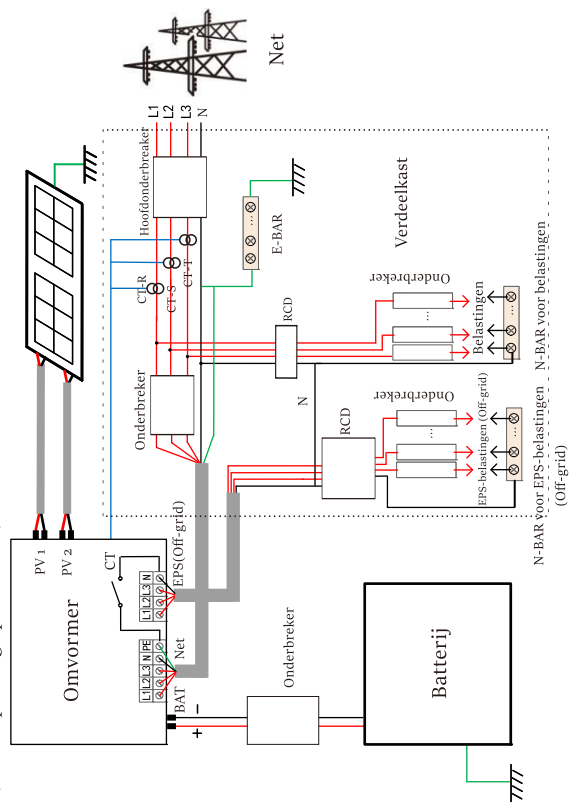 Net
L1
L2
L3
N
Hoofdonderbreaker
CT-R
CT-S
CT-T
E-BAR
...
Verdeelkast
Onderbreker
RCD
N
Onderbreker
...
Belastingen
...
N-BAR voor belastingen
RCD
Onderbreker
...
EPS-belastingen (Off-grid)
...
N-BAR voor EPS-belastingen
(Off-grid)
PV 1
PV 2
Omvormer
CT
L1 L2 L3 N
EPS(Off-grid)
L1 L2 L3 N PE
Net
BAT
+ −
Onderbreker
Batterij